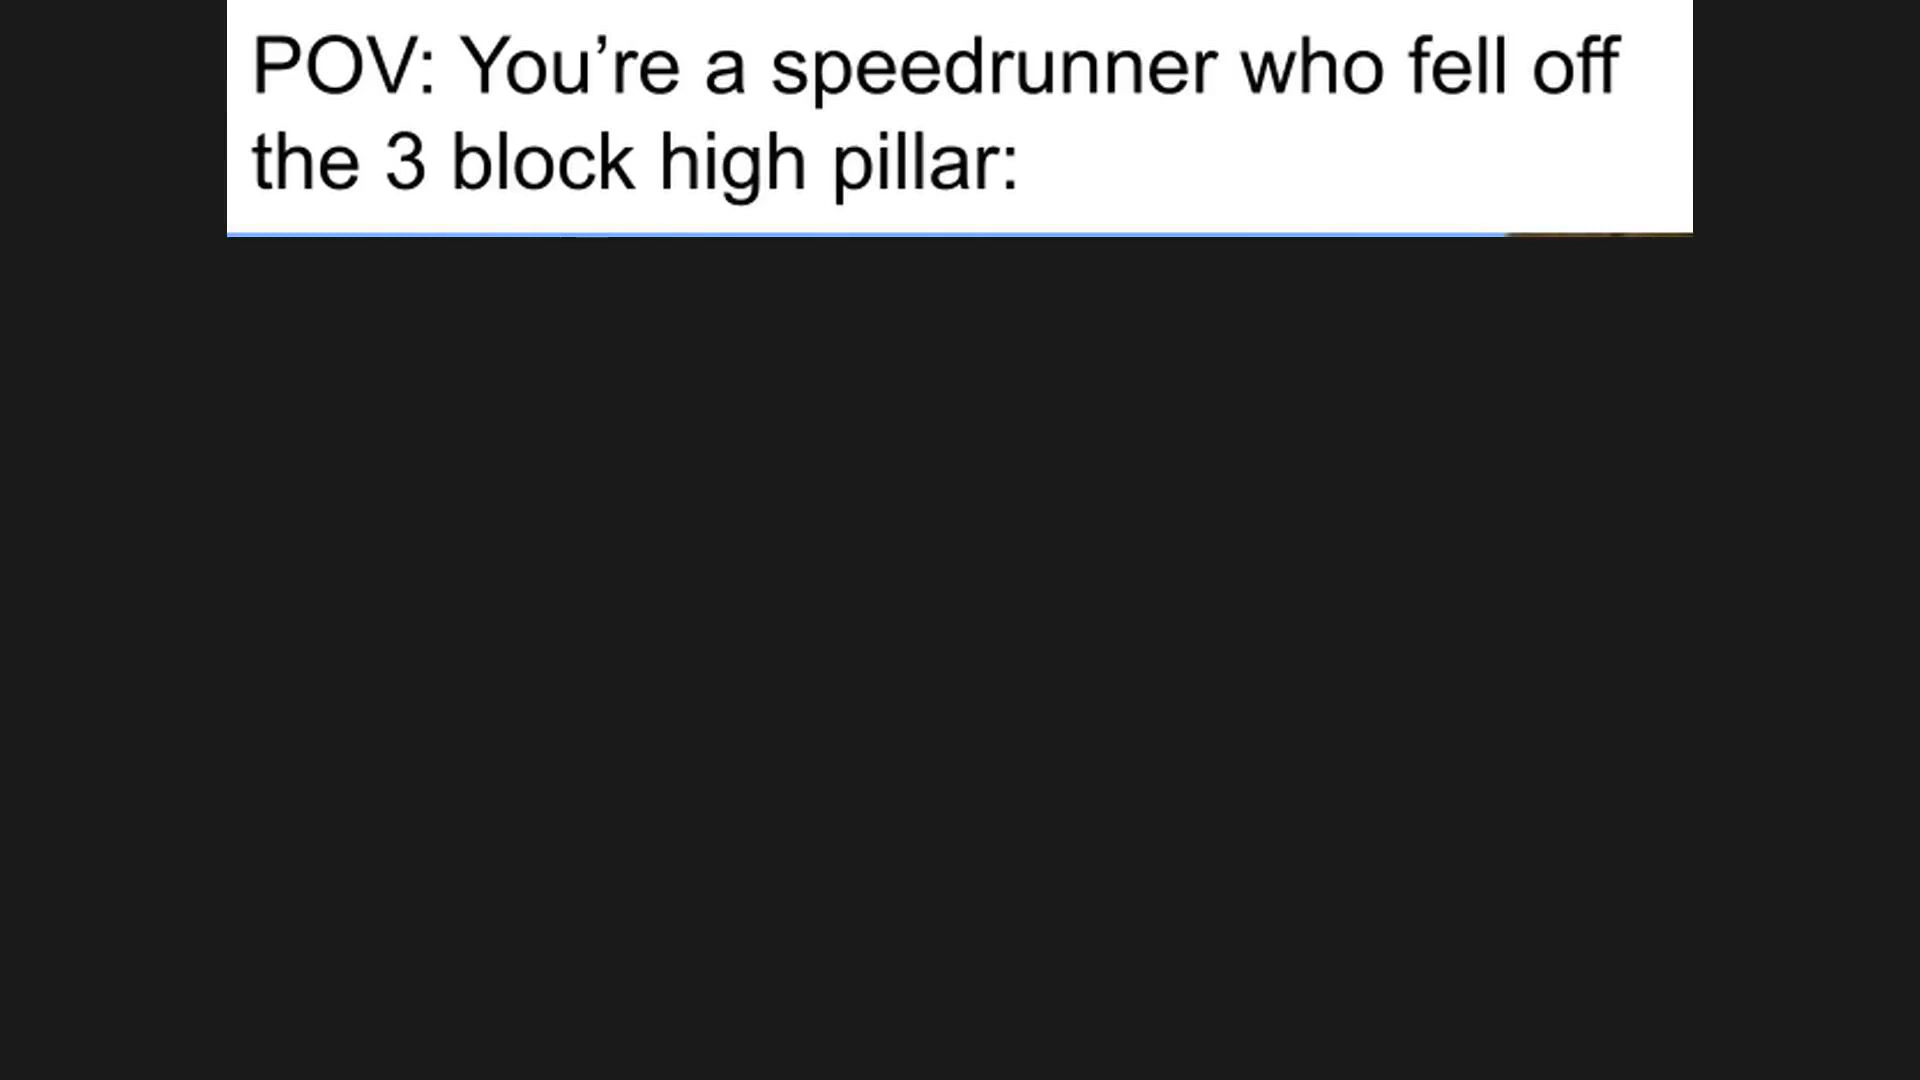 POV: You’re a speedrunner who fell off
the 3 block high pillar: